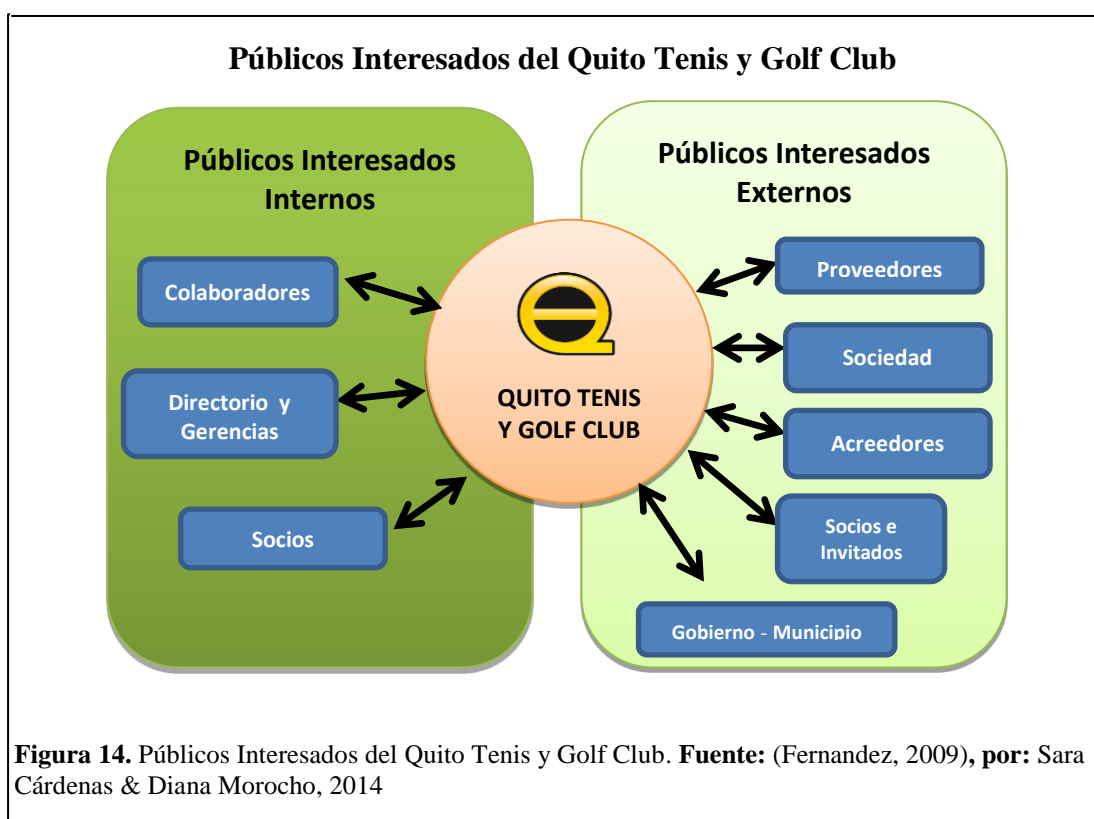 Públicos Interesados del Quito Tenis y Golf Club
Públicos Interesados
Internos
Colaboradores
Directorio y
Gerencias
Socios
QUITO TENIS
Y GOLF CLUB
Públicos Interesados
Externos
Proveedores
Sociedad
Acreedores
Socios e
Invitados
Gobierno - Municipio
Figura 14. Públicos Interesados del Quito Tenis y Golf Club. Fuente: (Fernandez, 2009), por: Sara
Cárdenas & Diana Morocho, 2014